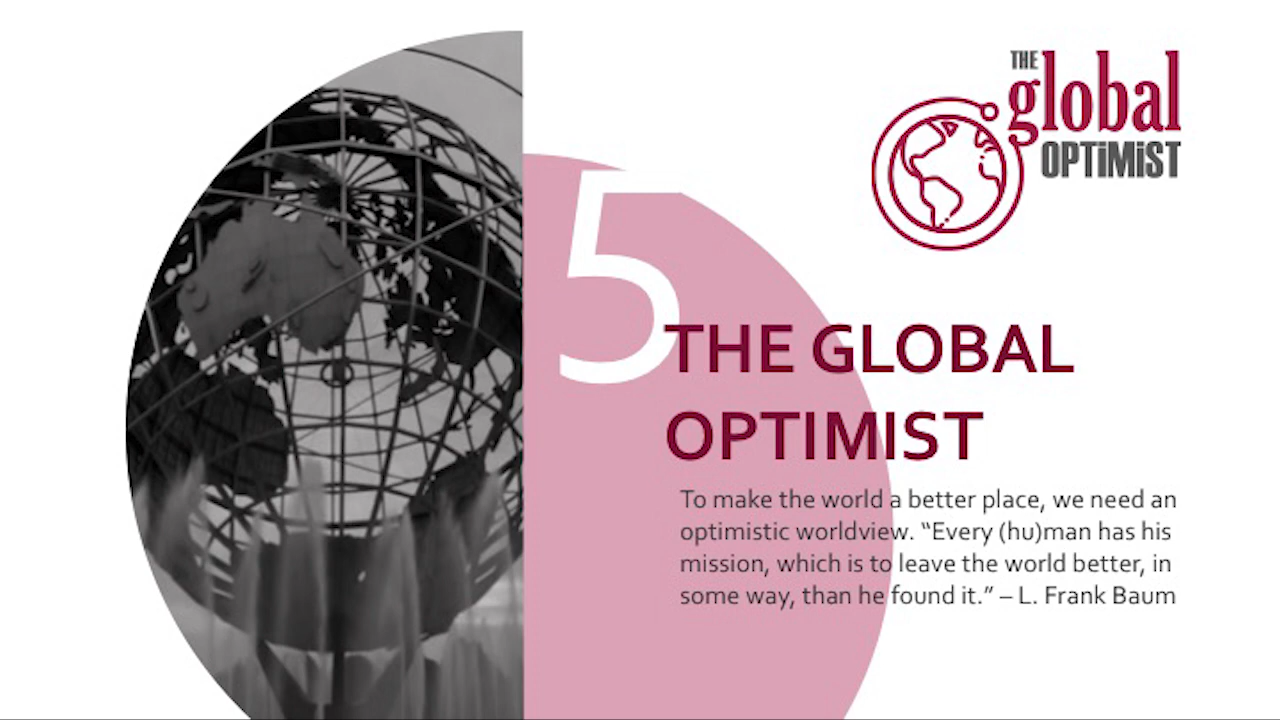 THE
global
OPTiMiST
5
THE GLOBAL
OPTIMIST
To make the world a better place, we need an
optimistic worldview. “Every (hu)man has his
mission, which is to leave the world better, in
some way, than he found it.” – L. Frank Baum